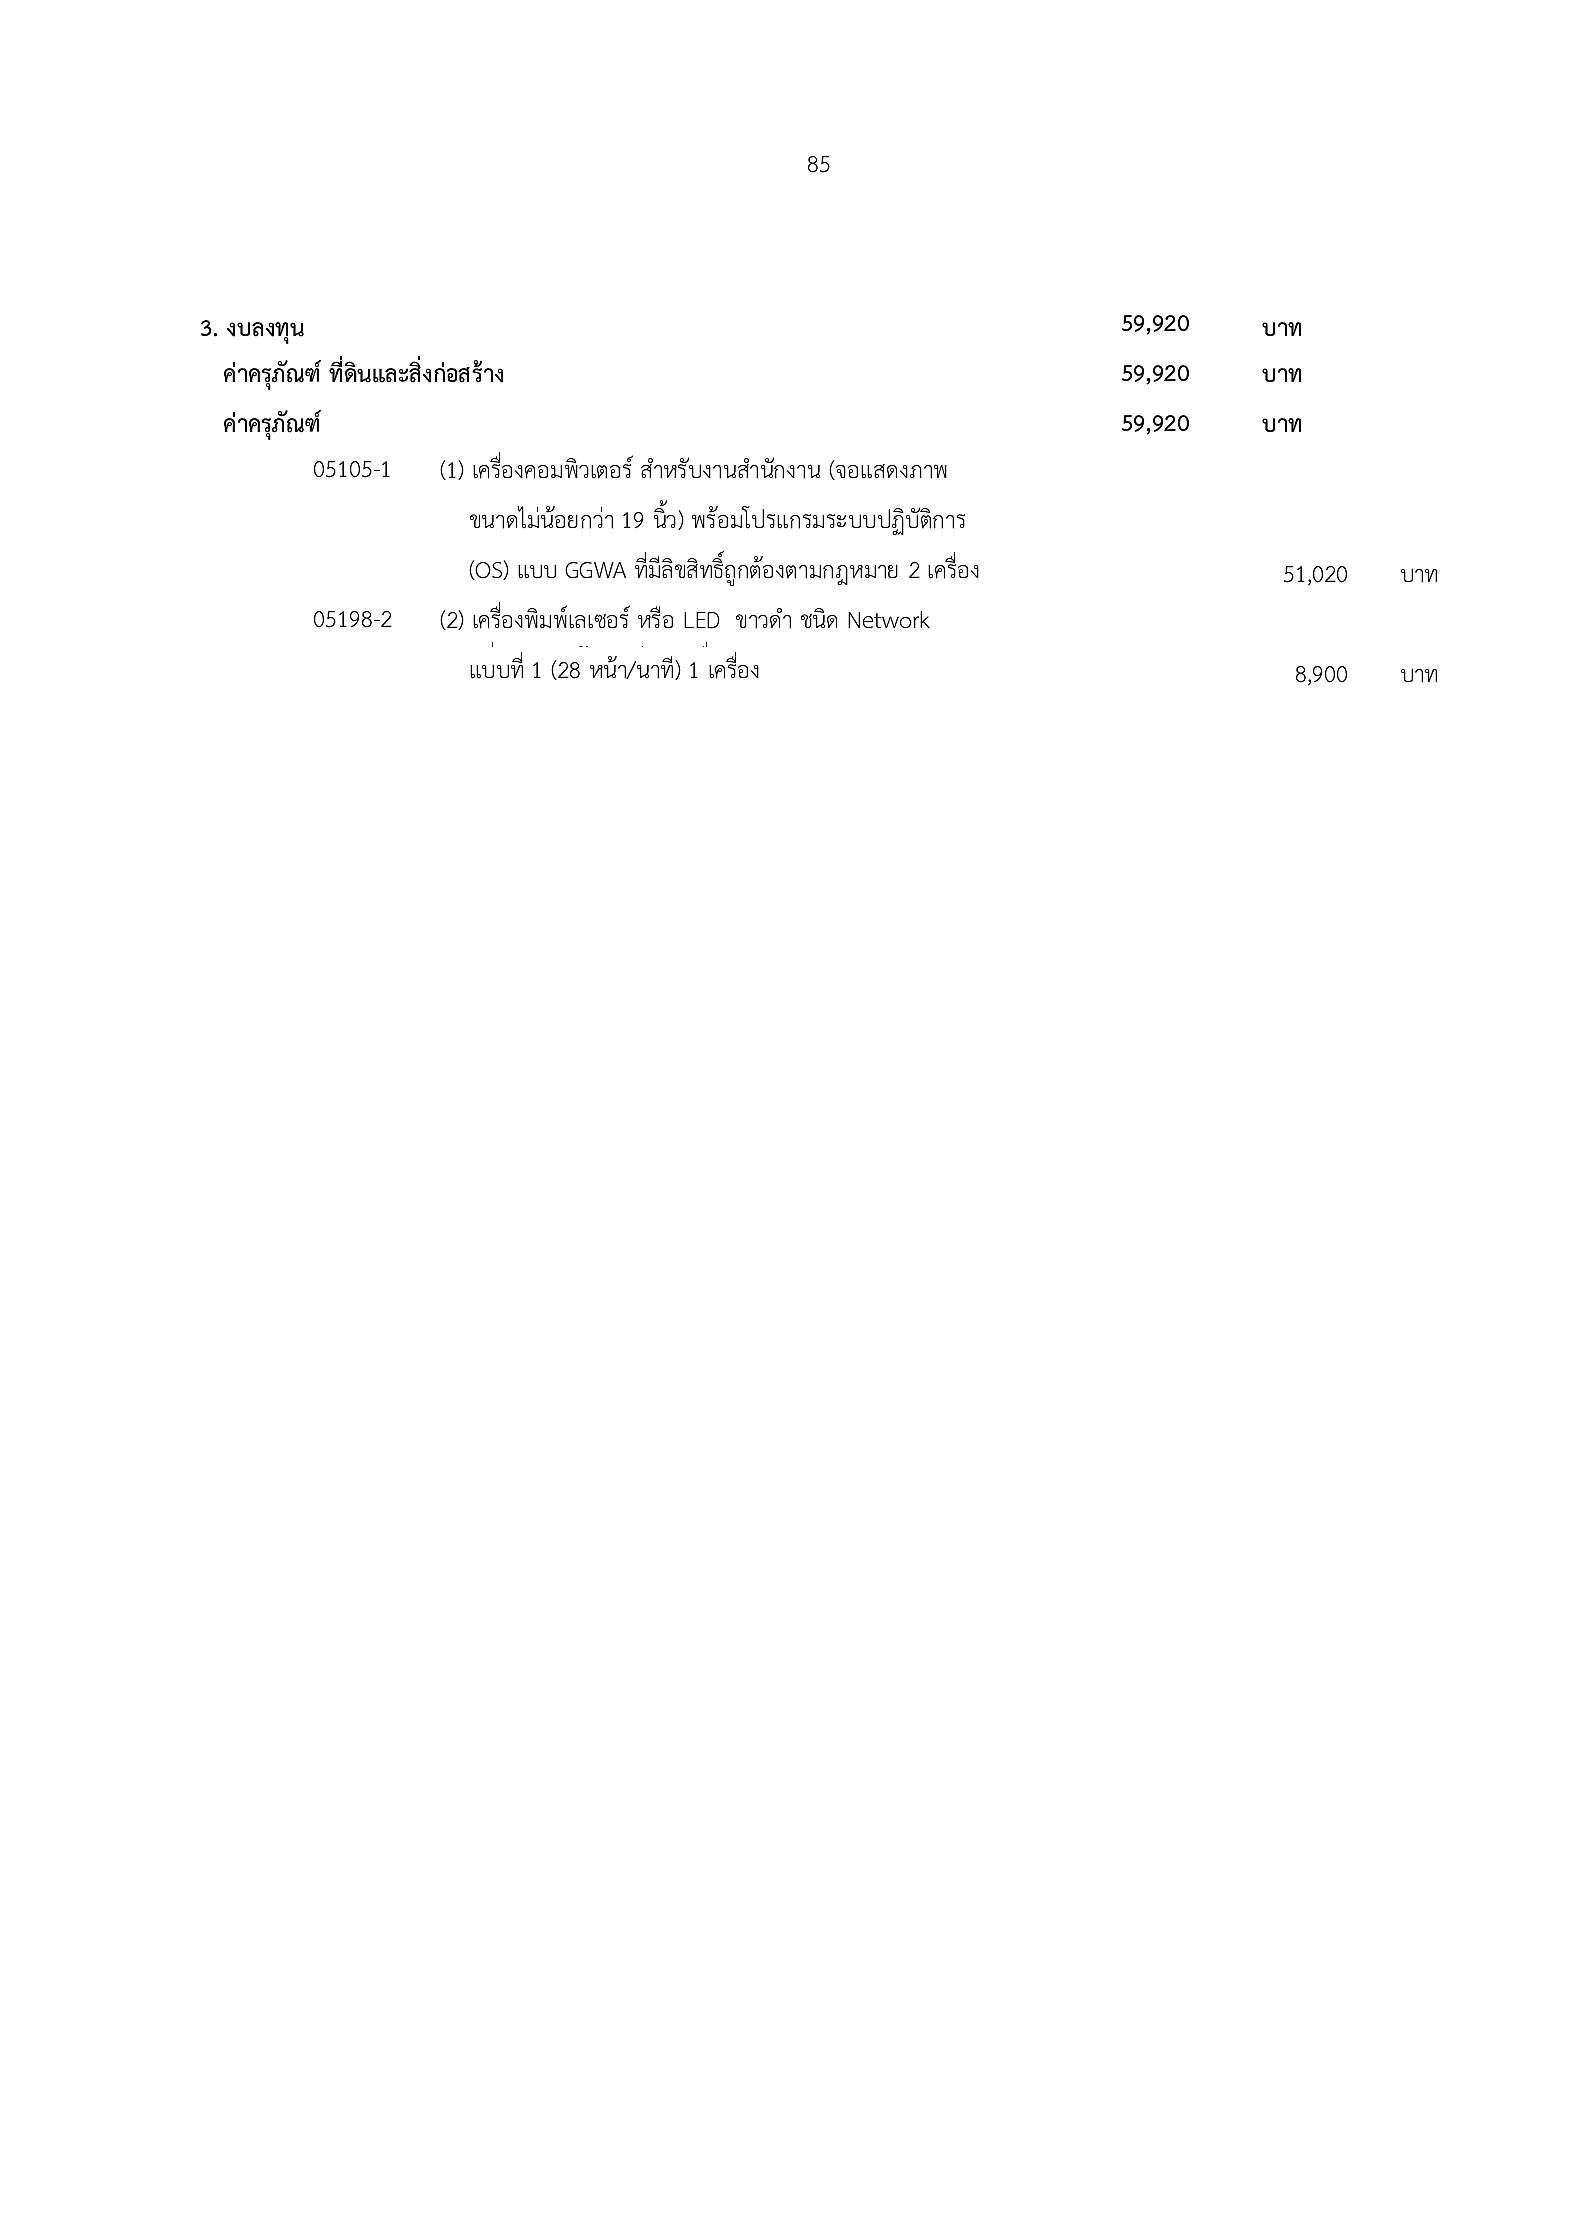 85
3. งบลงทุน 59,920 บาท
ค่าครุภัณฑ์ ที่ดินและสิ่งก่อสร้าง 59,920 บาท
ค่าครุภัณฑ์ 59,920 บาท
05105-1 (1) เครื่องคอมพิวเตอร์ สำหรับงานสำนักงาน (จอแสดงภาพ
ขนาดไม่น้อยกว่า 19 นิ้ว) พร้อมโปรแกรมระบบปฏิบัติการ
(OS) แบบ GGWA ที่มีลิขสิทธิ์ถูกต้องตามกฎหมาย 2 เครื่อง 51,020 บาท
05198-2 (2) เครื่องพิมพ์เลเซอร์ หรือ LED ขาวดำ ชนิด Network
แบบที่ 1 (28 หน้า/นาที) 1 เครื่อง 8,900 บาท